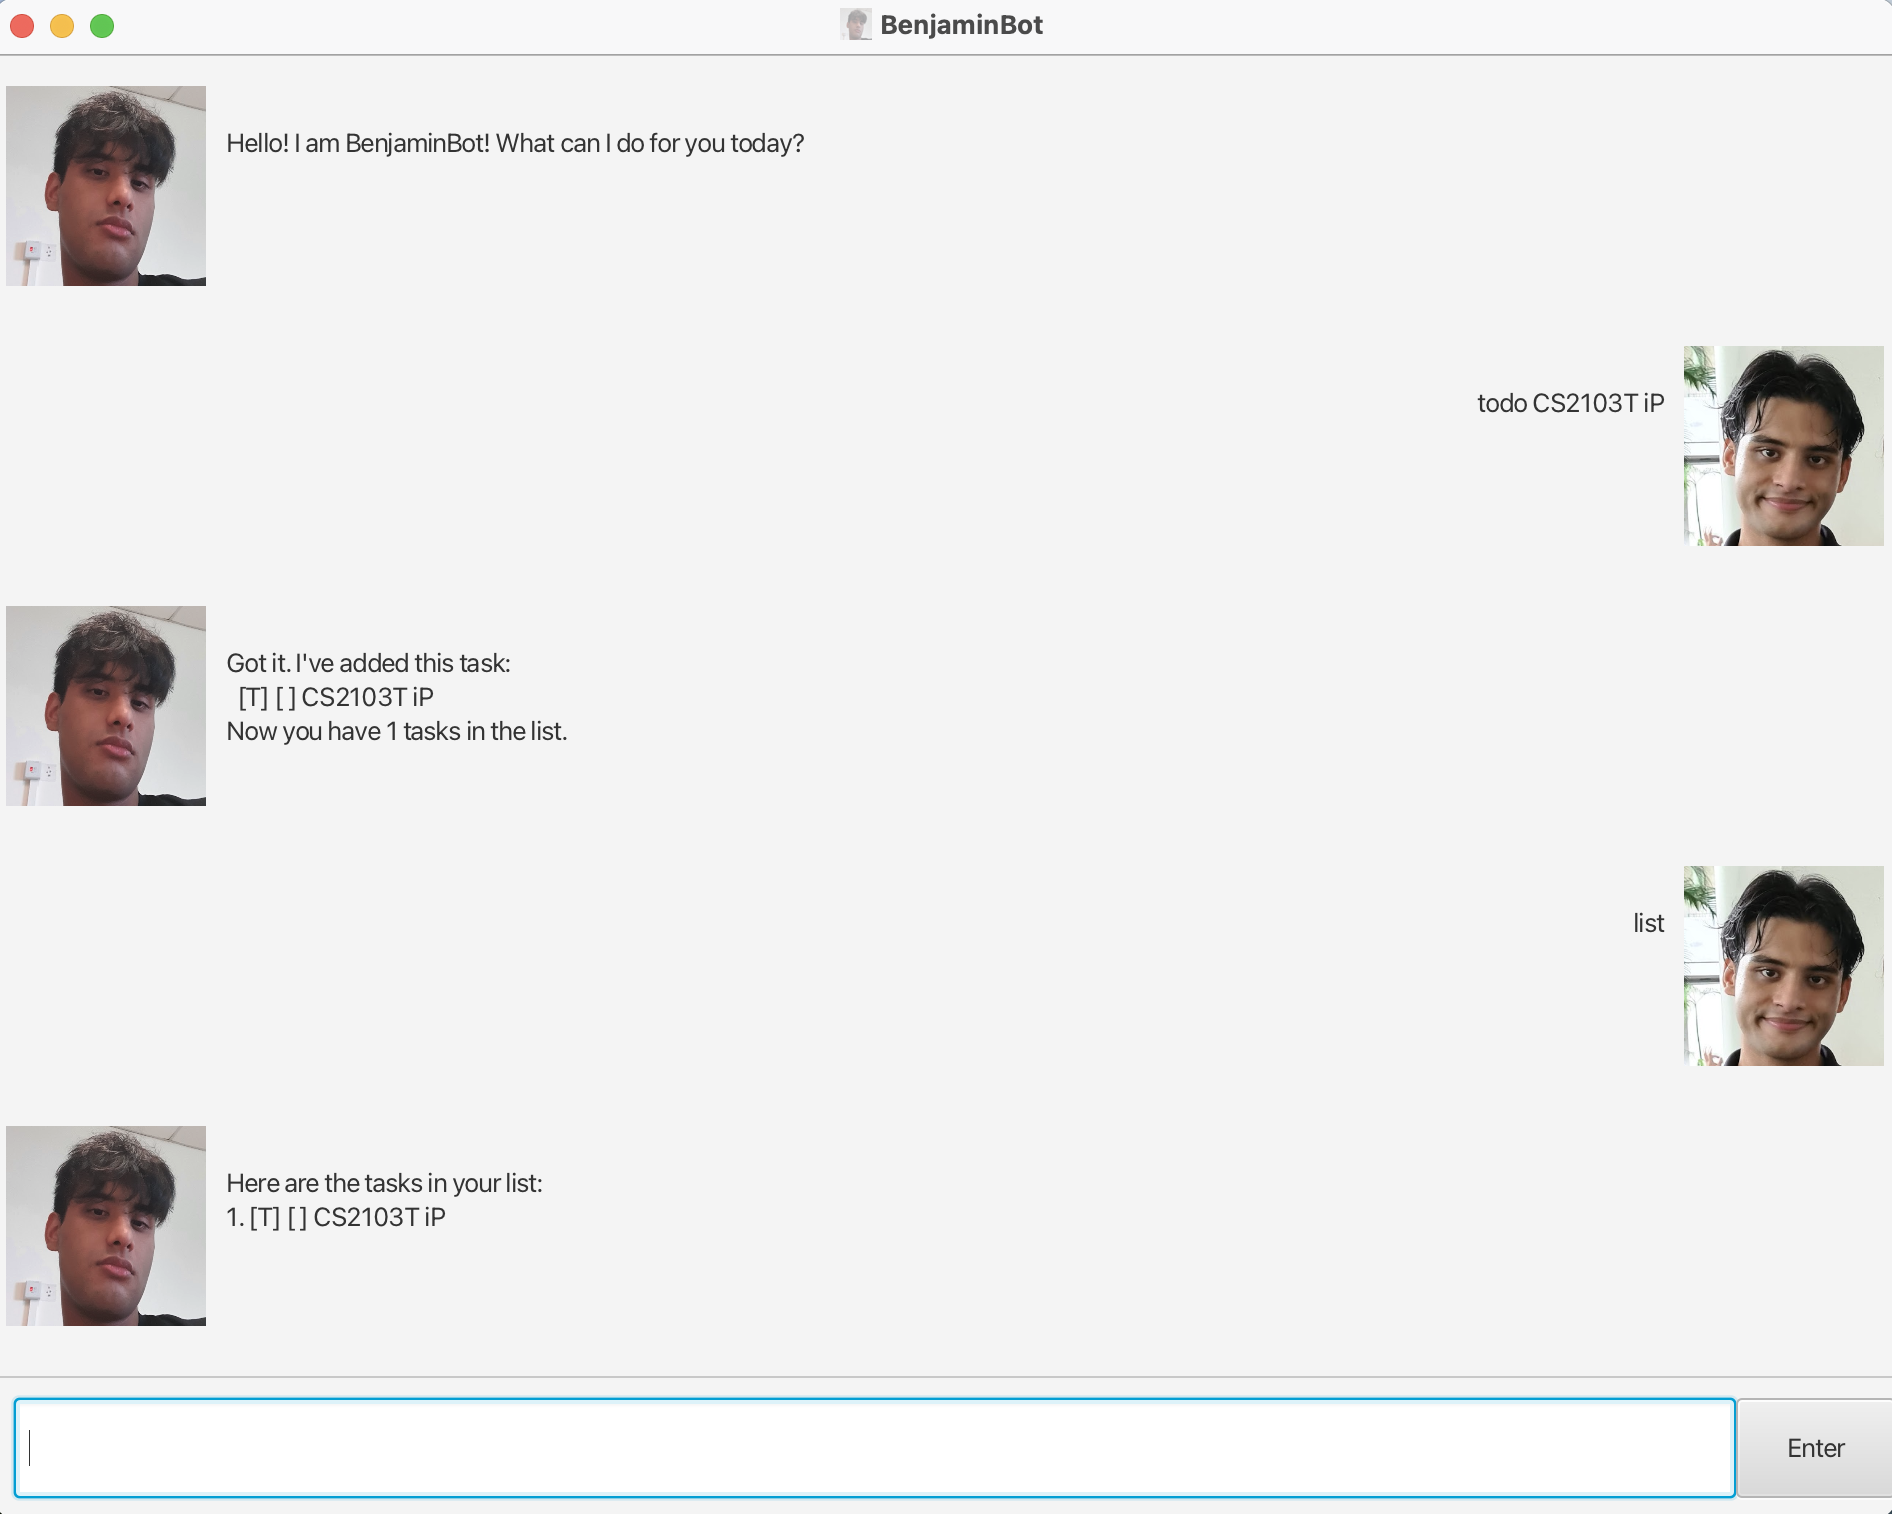 BenjaminBot
Hello! I am BenjaminBot! What can I do for you today?
todo CS2103T iP
Got it. I've added this task:
[T] [ ] CS2103T iP
Now you have 1 tasks in the list.
list
Here are the tasks in your list:
1. [T] [ ] CS2103T iP
Enter